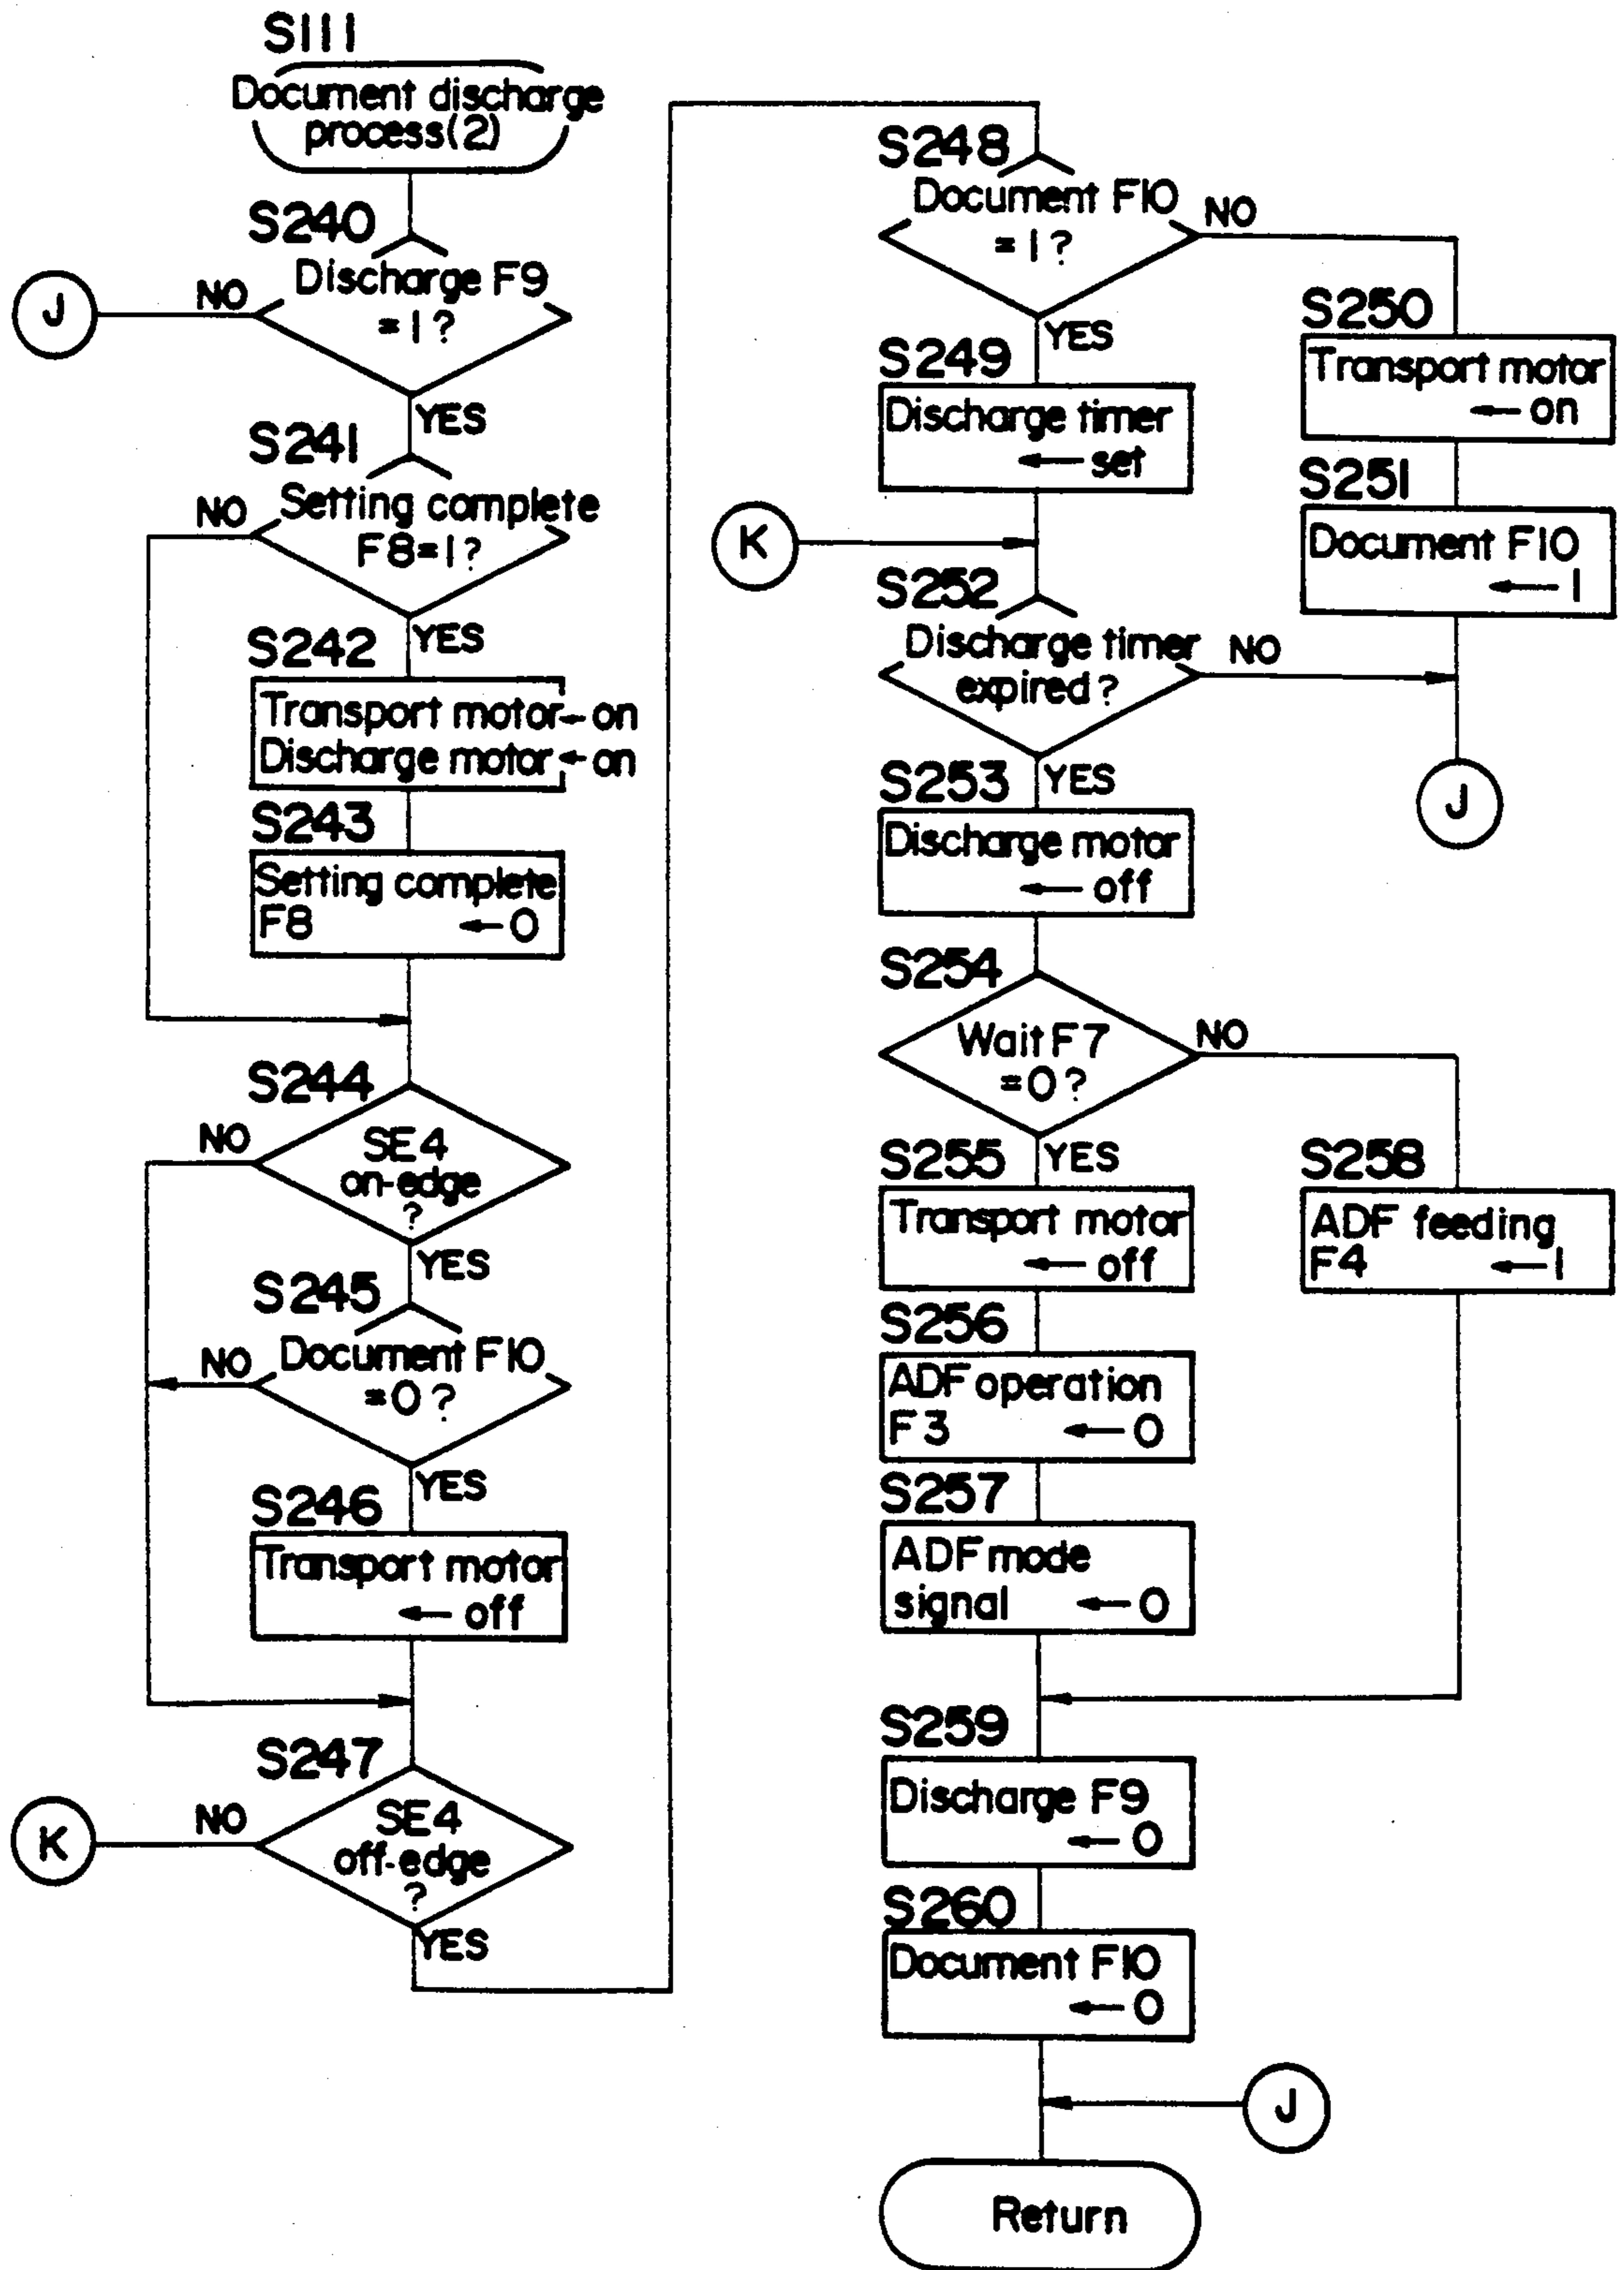 S111
Document discharge
process(2)
S240
Discharge F9
=1?
NO
J
YES
S241
Setting complete
F8=1?
NO
YES
S242
Transport motor←on
Discharge motor←on
S243
Setting complete
F8 ←0
S244
SE4
on-edge
?
NO
YES
S245
Document F10
=0?
NO
YES
S246
Transport motor
← off
S247
SE4
off-edge
?
NO
K
YES
S248
Document F10
=1?
NO
YES
S249
Discharge timer
← set
S250
Transport motor
← on
S251
Document F10
← 1
K
S252
Discharge timer
expired?
NO
J
YES
S253
Discharge motor
← off
S254
Wait F7
=0?
NO
YES
S255
Transport motor
← off
S256
ADF operation
F3 ←0
S257
ADF mode
signal ←0
S258
ADF feeding
F4 ←1
S259
Discharge F9
←0
S260
Document F10
←0
J
Return